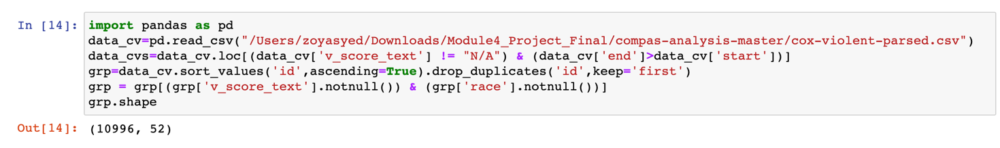 In [14]: import pandas as pd
data_cv=pd.read_csv("/Users/zoyasyed/Downloads/Module4_Project_Final/compas-analysis-master/cox-violent-parsed.csv")
data_cvs=data_cv.loc[(data_cv['v_score_text'] != "N/A") & (data_cv['end']>data_cv['start'])]
grp=data_cv.sort_values('id',ascending=True).drop_duplicates('id',keep='first')
grp = grp[(grp['v_score_text'].notnull()) & (grp['race'].notnull())]
grp.shape
Out[14]: (10996, 52)